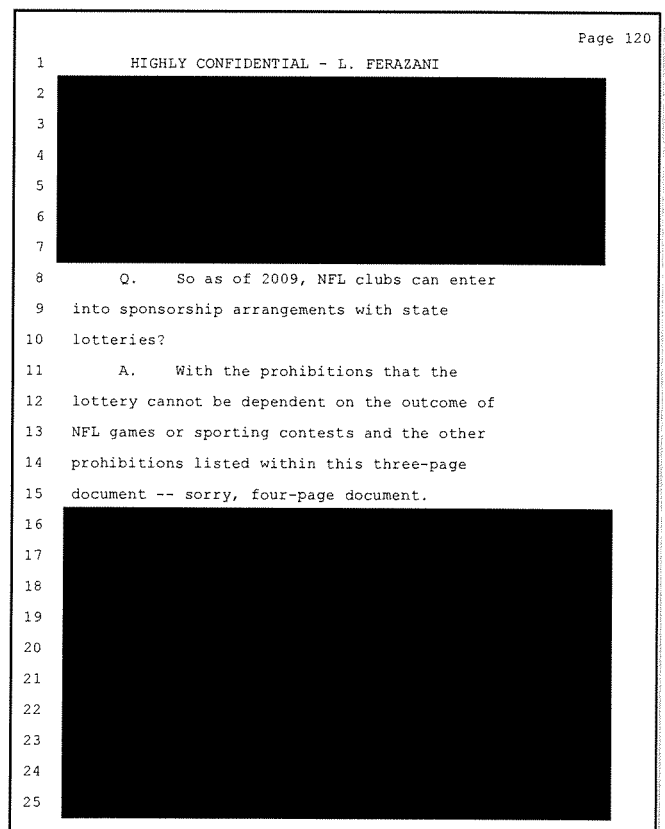 Page 120
1 HIGHLY CONFIDENTIAL - L. FERAZANI
2
3
4
5
6
7
8 Q. So as of 2009, NFL clubs can enter
9 into sponsorship arrangements with state
10 lotteries?
11 A. With the prohibitions that the
12 lottery cannot be dependent on the outcome of
13 NFL games or sporting contests and the other
14 prohibitions listed within this three-page
15 document -- sorry, four-page document.
16
17
18
19
20
21
22
23
24
25